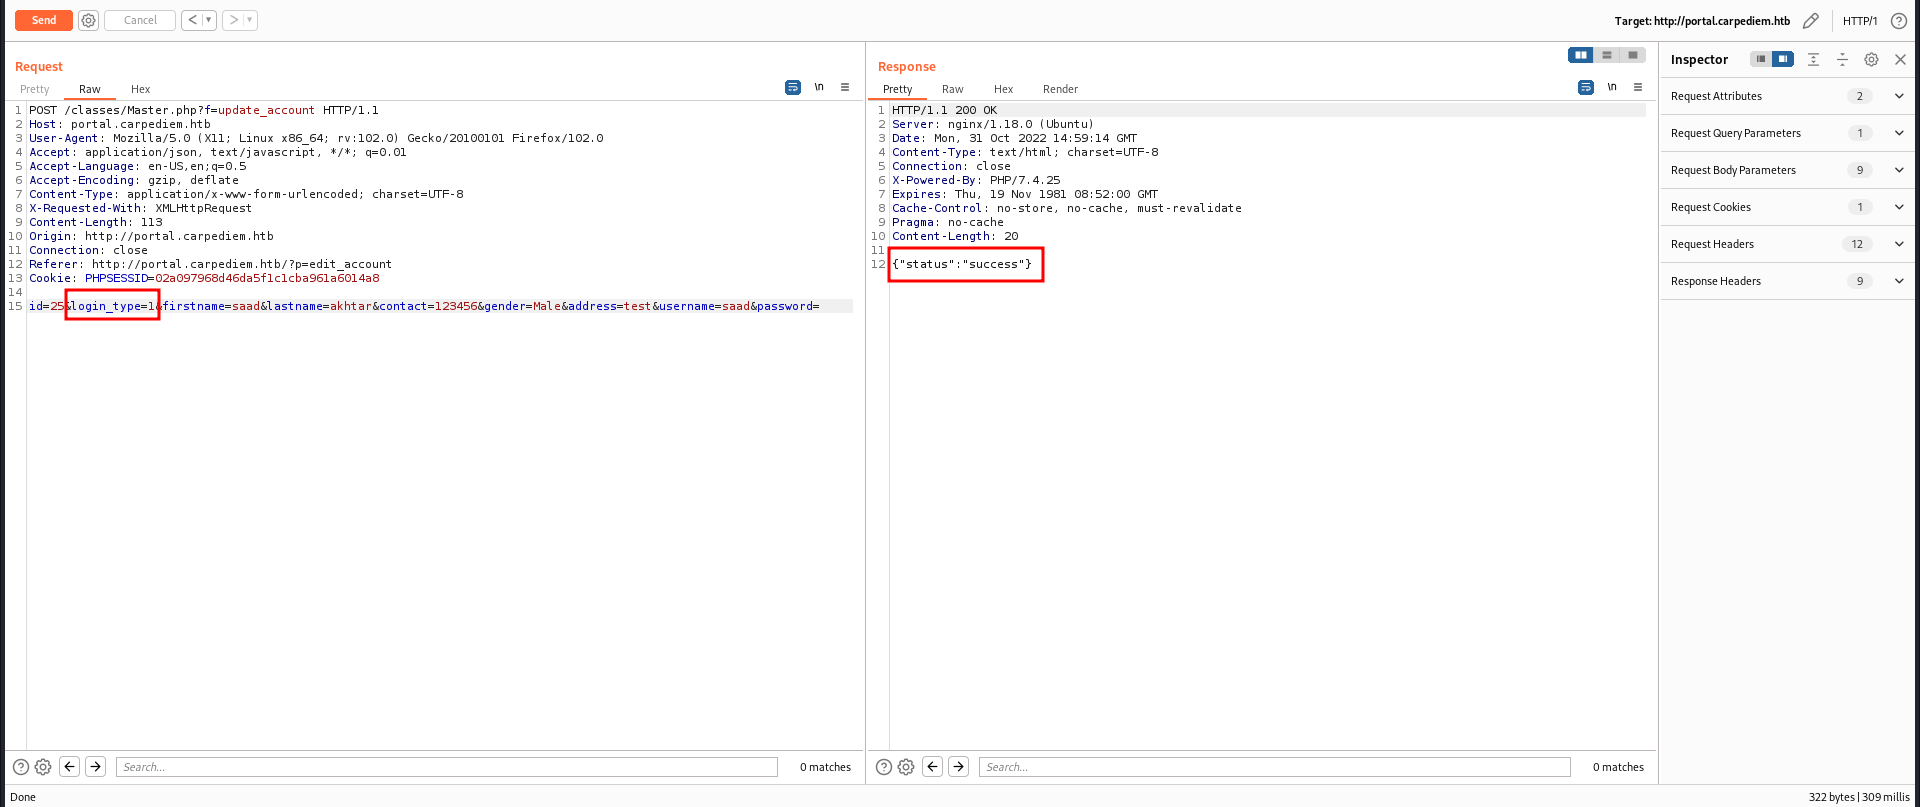 Send Cancel < ▼ > ▼ Target: http://portal.carpediem.htb HTTP/1 ?
Request
Pretty Raw Hex \n
1 POST /classes/Master.php?f=update_account HTTP/1.1
2 Host: portal.carpediem.htb
3 User-Agent: Mozilla/5.0 (X11; Linux x86_64; rv:102.0) Gecko/20100101 Firefox/102.0
4 Accept: application/json, text/javascript, */*; q=0.01
5 Accept-Language: en-US,en;q=0.5
6 Accept-Encoding: gzip, deflate
7 Content-Type: application/x-www-form-urlencoded; charset=UTF-8
8 X-Requested-With: XMLHttpRequest
9 Content-Length: 113
10 Origin: http://portal.carpediem.htb
11 Connection: close
12 Referer: http://portal.carpediem.htb/?p=edit_account
13 Cookie: PHPSESSID=02a097968d46da5f1c1cba961a6014a8
14
15 id=25&login_type=1&firstname=saad&lastname=akhtar&contact=123456&gender=Male&address=test&username=saad&password=
? Search... 0 matches
Response
Pretty Raw Hex Render \n
1 HTTP/1.1 200 OK
2 Server: nginx/1.18.0 (Ubuntu)
3 Date: Mon, 31 Oct 2022 14:59:14 GMT
4 Content-Type: text/html; charset=UTF-8
5 Connection: close
6 X-Powered-By: PHP/7.4.25
7 Expires: Thu, 19 Nov 1981 08:52:00 GMT
8 Cache-Control: no-store, no-cache, must-revalidate
9 Pragma: no-cache
10 Content-Length: 20
11
12 {"status":"success"}
? Search... 0 matches
Inspector
Request Attributes 2
Request Query Parameters 1
Request Body Parameters 9
Request Cookies 1
Request Headers 12
Response Headers 9
Done 322 bytes | 309 millis